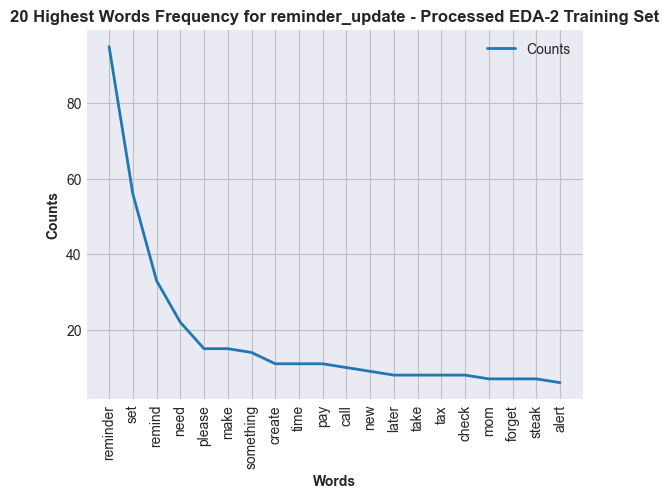 20 Highest Words Frequency for reminder_update - Processed EDA-2 Training Set
Counts
Counts
80
60
40
20
reminder
set
remind
need
please
make
something
create
time
pay
call
new
later
take
tax
check
mom
forget
steak
alert
Words